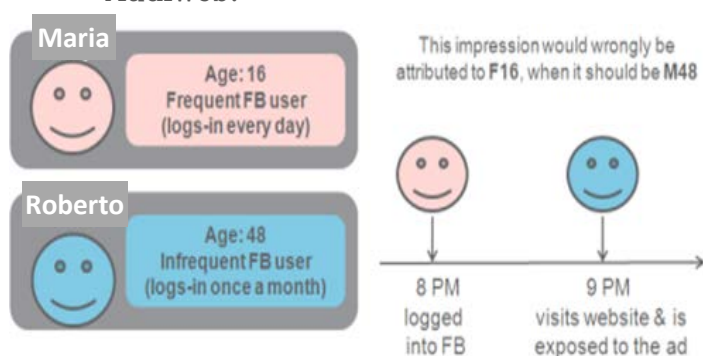 Maria
Age: 16
Frequent FB user
(logs-in every day)
Roberto
Age: 48
Infrequent FB user
(logs-in once a month)
This impression would wrongly be
attributed to F16, when it should be M48
8 PM
logged
into FB
9 PM
visits website & is
exposed to the ad